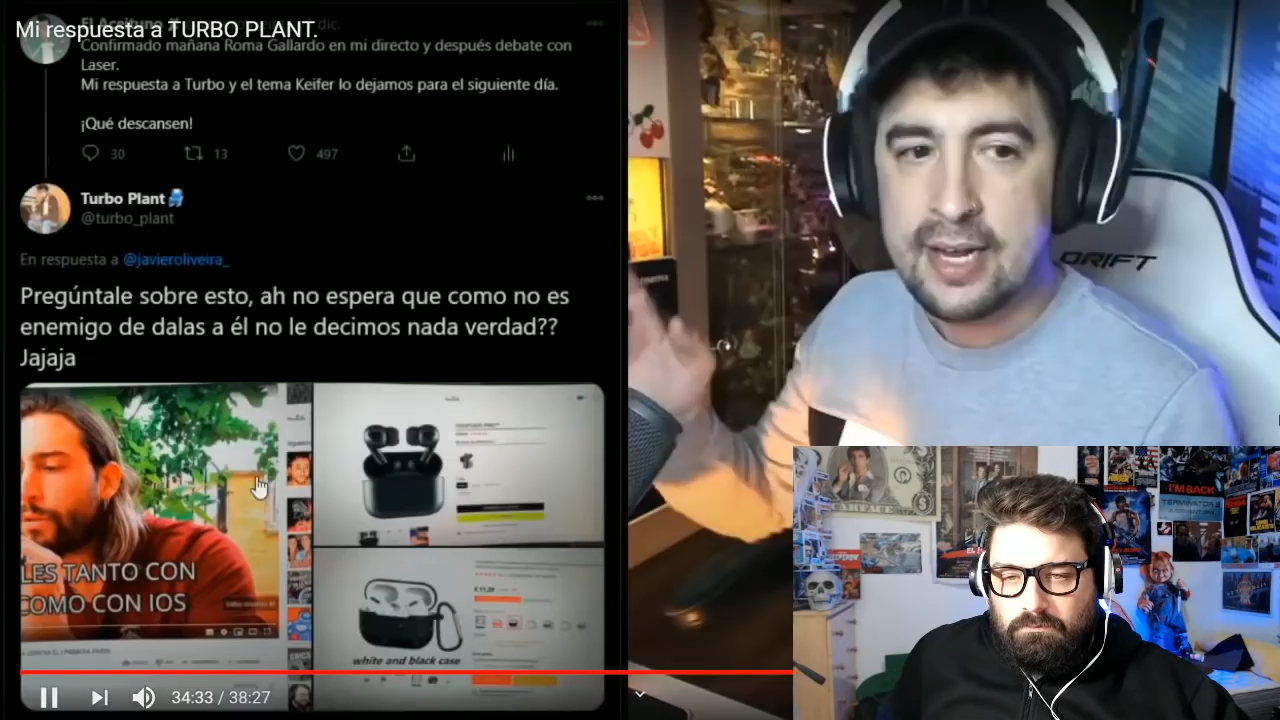 Mi respuesta a TURBO PLANT.
Confirmado mañana Roma Gallardo en mi directo y después debate con
Laser.
Mi respuesta a Turbo y el tema Keifer lo dejamos para el siguiente día.
¡Qué descansen!
30 13 497
Turbo Plant
@turbo_plant
En respuesta a @javieroliveira_
Pregúntale sobre esto, ah no espera que como no es
enemigo de dalas a él no le decimos nada verdad??
Jajaja
LES TANTO CON
COMO CON IOS
white and black case
34:33 / 38:27
DRIFT
SCARFACE
I'M BACK
TERMINATOR